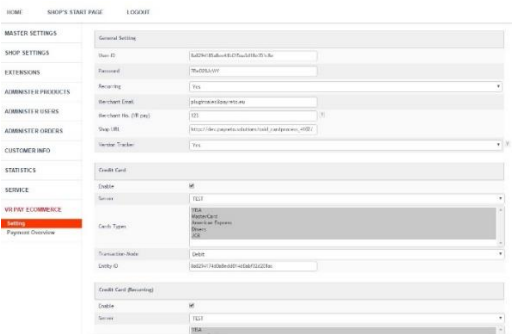 HOME SHOP'S START PAGE LOGOUT
MASTER SETTINGS
SHOP SETTINGS
EXTENSIONS
ADMINISTER PRODUCTS
ADMINISTER USERS
ADMINISTER ORDERS
CUSTOMER INFO
STATISTICS
SERVICE
VR PAY ECOMMERCE
Setting
Payment Overview
General Setting
User-ID
Password
Recurring Yes
Merchant Email
Merchant No. (VR pay) 123
Shop URL
Version Tracker Yes
Credit Card
Enable
Server TEST
Cards Types VISA
MasterCard
American Express
Diners
JCB
Transaction Mode Debit
Entity-ID
Credit Card (Recurring)
Enable
Server TEST
VISA